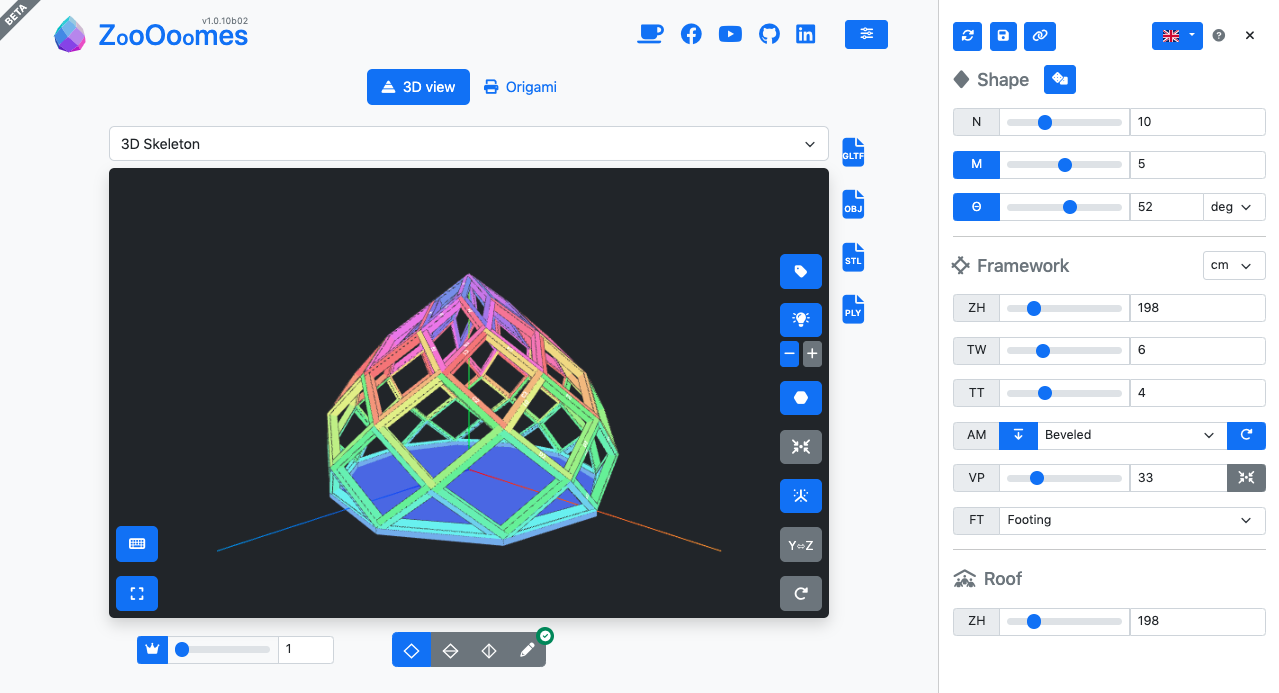 BETA
v1.0.10b02
ZooOoomes
3D view
Origami
3D Skeleton
GLTF
OBJ
STL
PLY
Y⇔Z
1
Shape
N
10
M
5
Θ
52
deg
Framework
cm
ZH
198
TW
6
TT
4
AM
Beveled
VP
33
FT
Footing
Roof
ZH
198